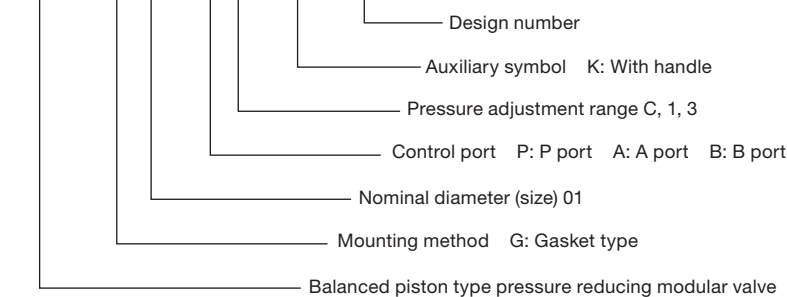 Design number
Auxiliary symbol K: With handle
Pressure adjustment range C, 1, 3
Control port P: P port A: A port B: B port
Nominal diameter (size) 01
Mounting method G: Gasket type
Balanced piston type pressure reducing modular valve